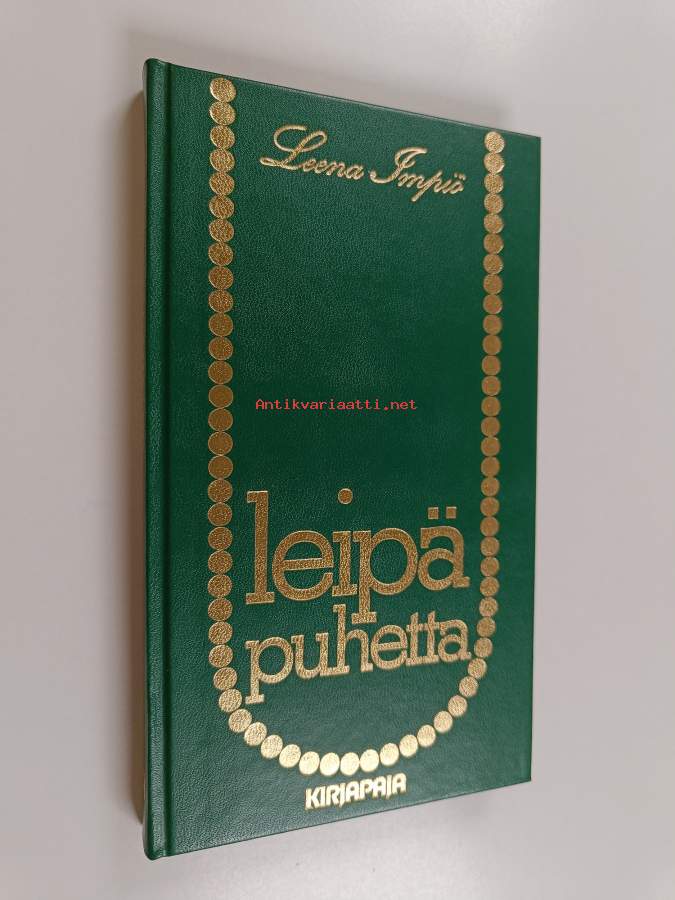 Leena Impiö
Antikvariaatti.net
leipä
puhetta
KIRJAPAJA